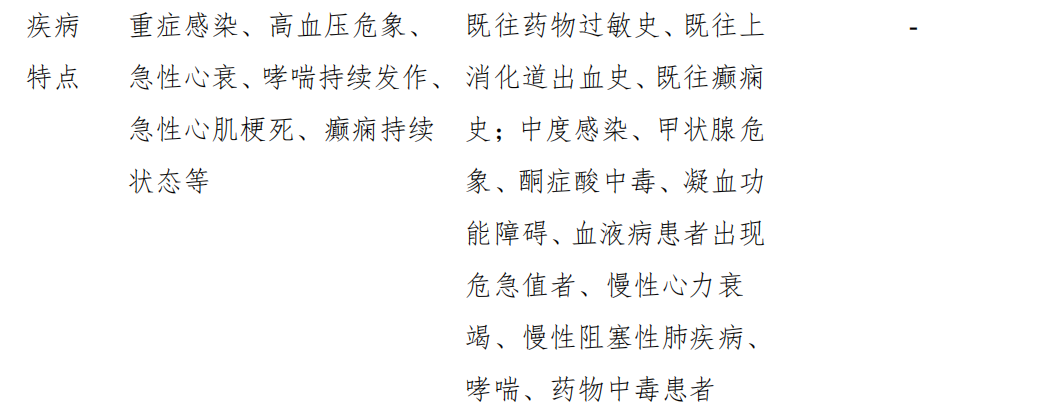 疾病 重症感染、高血压危象、 既往药物过敏史、既往上 -
特点 急性心衰、哮喘持续发作、 消化道出血史、既往癫痫
急性心肌梗死、癫痫持续 史；中度感染、甲状腺危
状态等 象、酮症酸中毒、凝血功
能障碍、血液病患者出现
危急值者、慢性心力衰
竭、慢性阻塞性肺疾病、
哮喘、药物中毒患者